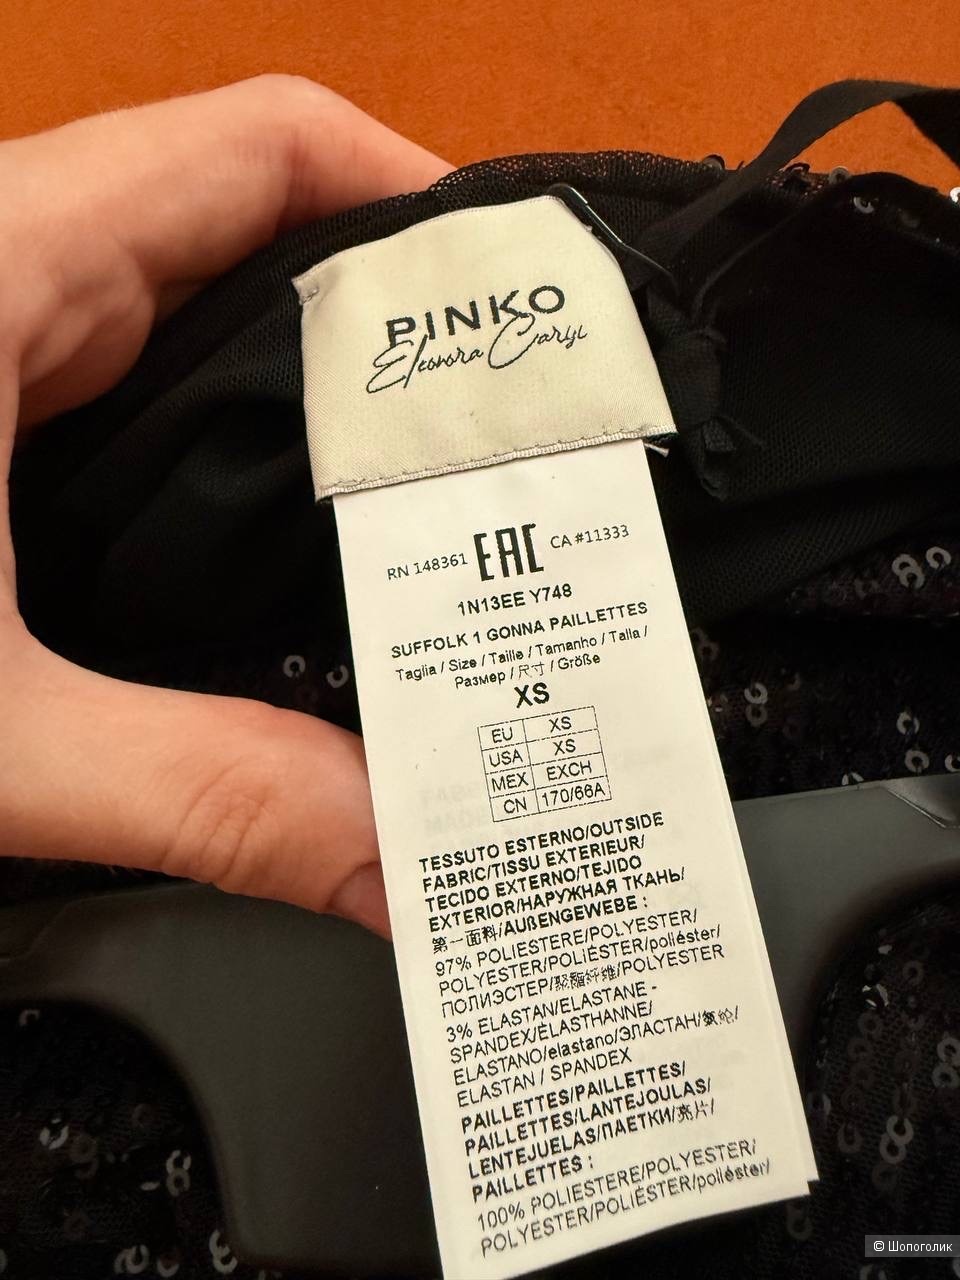 PINKO
Eleonora Carisi
RN 148361 EAC CA #11333
1N13EE Y748
SUFFOLK 1 GONNA PAILLETTES
Taglia / Size / Taille / Tamanho / Talla /
Размер / 尺寸 / Größe
XS
EU XS
USA XS
MEX EXCH
CN 170/66A
TESSUTO ESTERNO/OUTSIDE
FABRIC/TISSU EXTERIEUR/
TECIDO EXTERNO/TEJIDO
EXTERIOR/НАРУЖНАЯ ТКАНЬ/
第一面料/AUßENGEWEBE :
97% POLIESTERE/POLYESTER/
POLYESTER/POLIÉSTER/poliéster/
ПОЛИЭСТЕР/聚酯纤维/POLYESTER
3% ELASTAN/ELASTANE -
SPANDEX/ÉLASTHANNE/
ELASTANO/elastano/ЭЛАСТАН/氨纶/
ELASTAN / SPANDEX
PAILLETTES/PAILLETTES/
PAILLETTES/LANTEJOULAS/
LENTEJUELAS/ПАЕТКИ/亮片/
PAILLETTES :
100% POLIESTERE/POLYESTER/
POLYESTER/POLIÉSTER/poliéster/
© Шопоголик